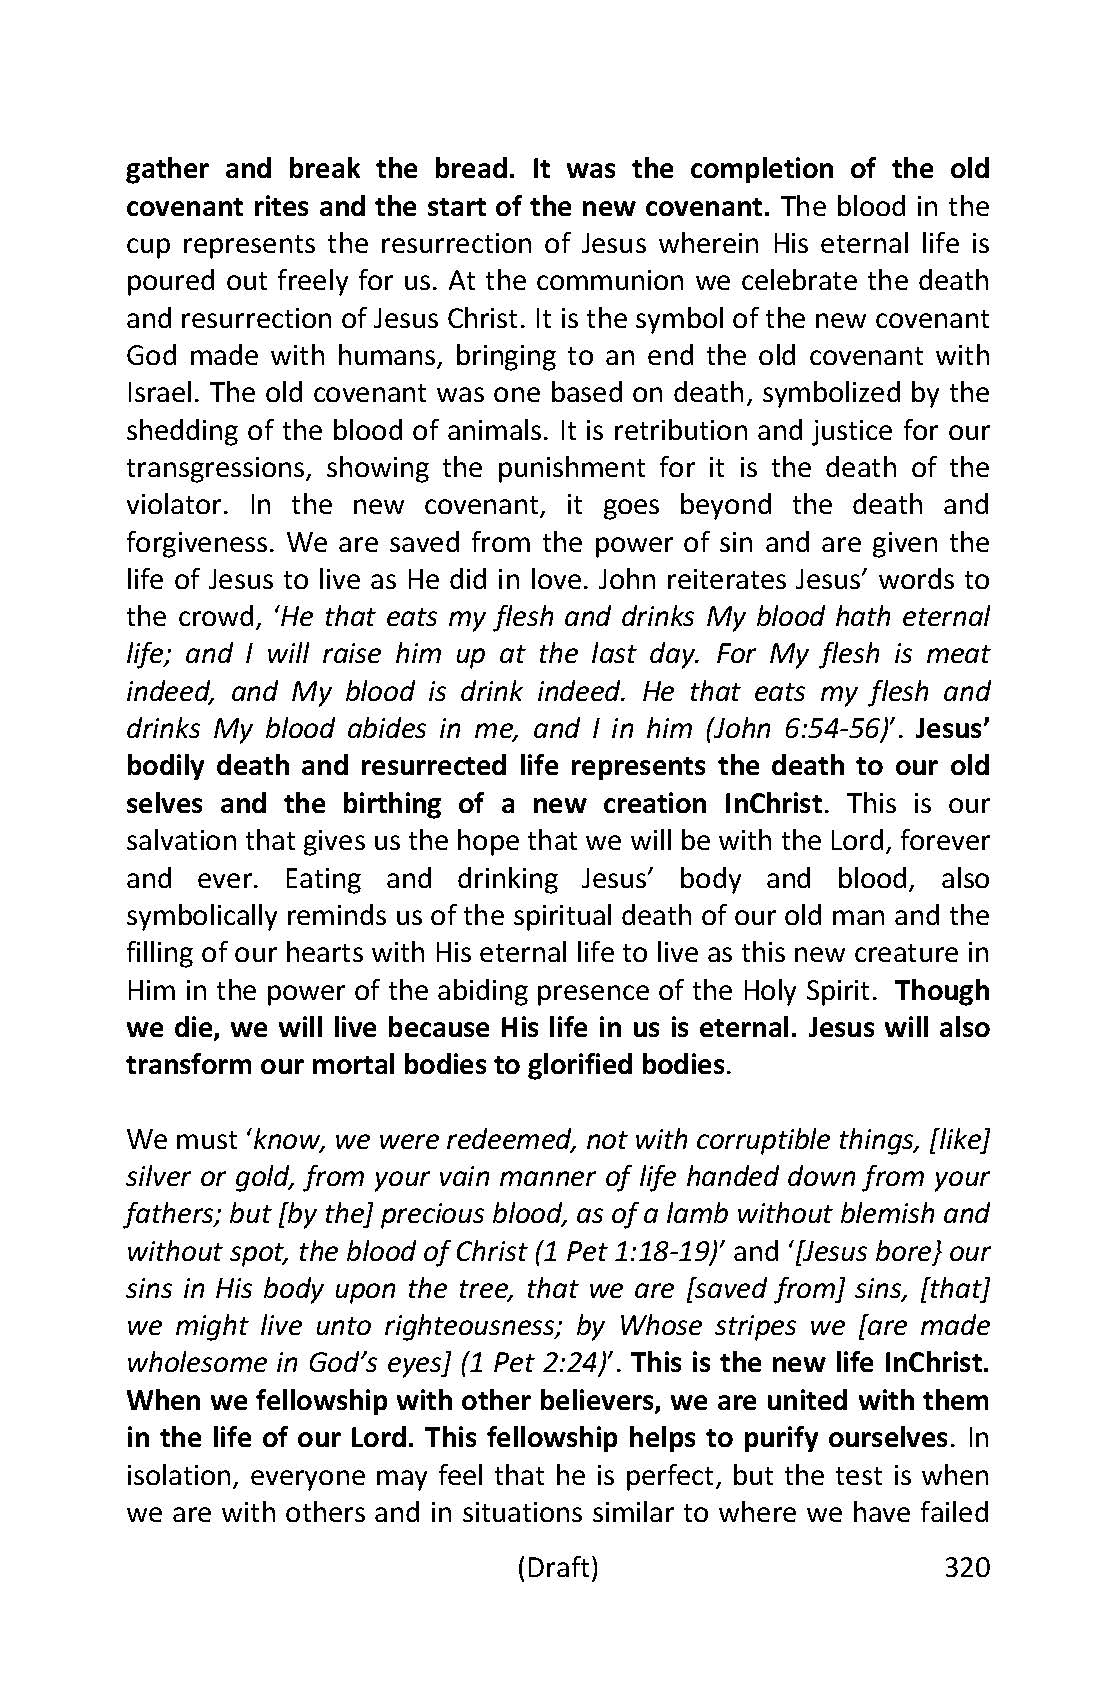 gather and break the bread. It was the completion of the old
covenant rites and the start of the new covenant. The blood in the
cup represents the resurrection of Jesus wherein His eternal life is
poured out freely for us. At the communion we celebrate the death
and resurrection of Jesus Christ. It is the symbol of the new covenant
God made with humans, bringing to an end the old covenant with
Israel. The old covenant was one based on death, symbolized by the
shedding of the blood of animals. It is retribution and justice for our
transgressions, showing the punishment for it is the death of the
violator. In the new covenant, it goes beyond the death and
forgiveness. We are saved from the power of sin and are given the
life of Jesus to live as He did in love. John reiterates Jesus’ words to
the crowd, ‘He that eats my flesh and drinks My blood hath eternal
life; and I will raise him up at the last day. For My flesh is meat
indeed, and My blood is drink indeed. He that eats my flesh and
drinks My blood abides in me, and I in him (John 6:54-56)’. Jesus’
bodily death and resurrected life represents the death to our old
selves and the birthing of a new creation InChrist. This is our
salvation that gives us the hope that we will be with the Lord, forever
and ever. Eating and drinking Jesus’ body and blood, also
symbolically reminds us of the spiritual death of our old man and the
filling of our hearts with His eternal life to live as this new creature in
Him in the power of the abiding presence of the Holy Spirit. Though
we die, we will live because His life in us is eternal. Jesus will also
transform our mortal bodies to glorified bodies.
We must ‘know, we were redeemed, not with corruptible things, [like]
silver or gold, from your vain manner of life handed down from your
fathers; but [by the] precious blood, as of a lamb without blemish and
without spot, the blood of Christ (1 Pet 1:18-19)’ and ‘[Jesus bore} our
sins in His body upon the tree, that we are [saved from] sins, [that]
we might live unto righteousness; by Whose stripes we [are made
wholesome in God’s eyes] (1 Pet 2:24)’. This is the new life InChrist.
When we fellowship with other believers, we are united with them
in the life of our Lord. This fellowship helps to purify ourselves. In
isolation, everyone may feel that he is perfect, but the test is when
we are with others and in situations similar to where we have failed
(Draft) 320